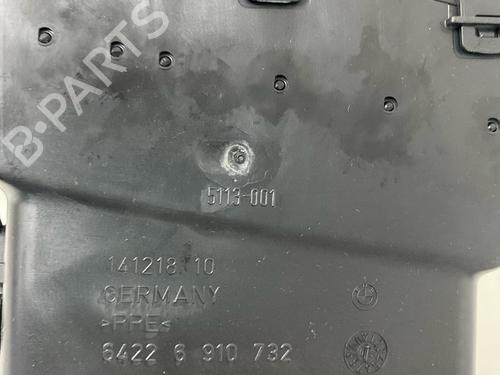 B-PARTS
5113-001
141218.10
GERMANY
>PPE<
6422 6 910 732